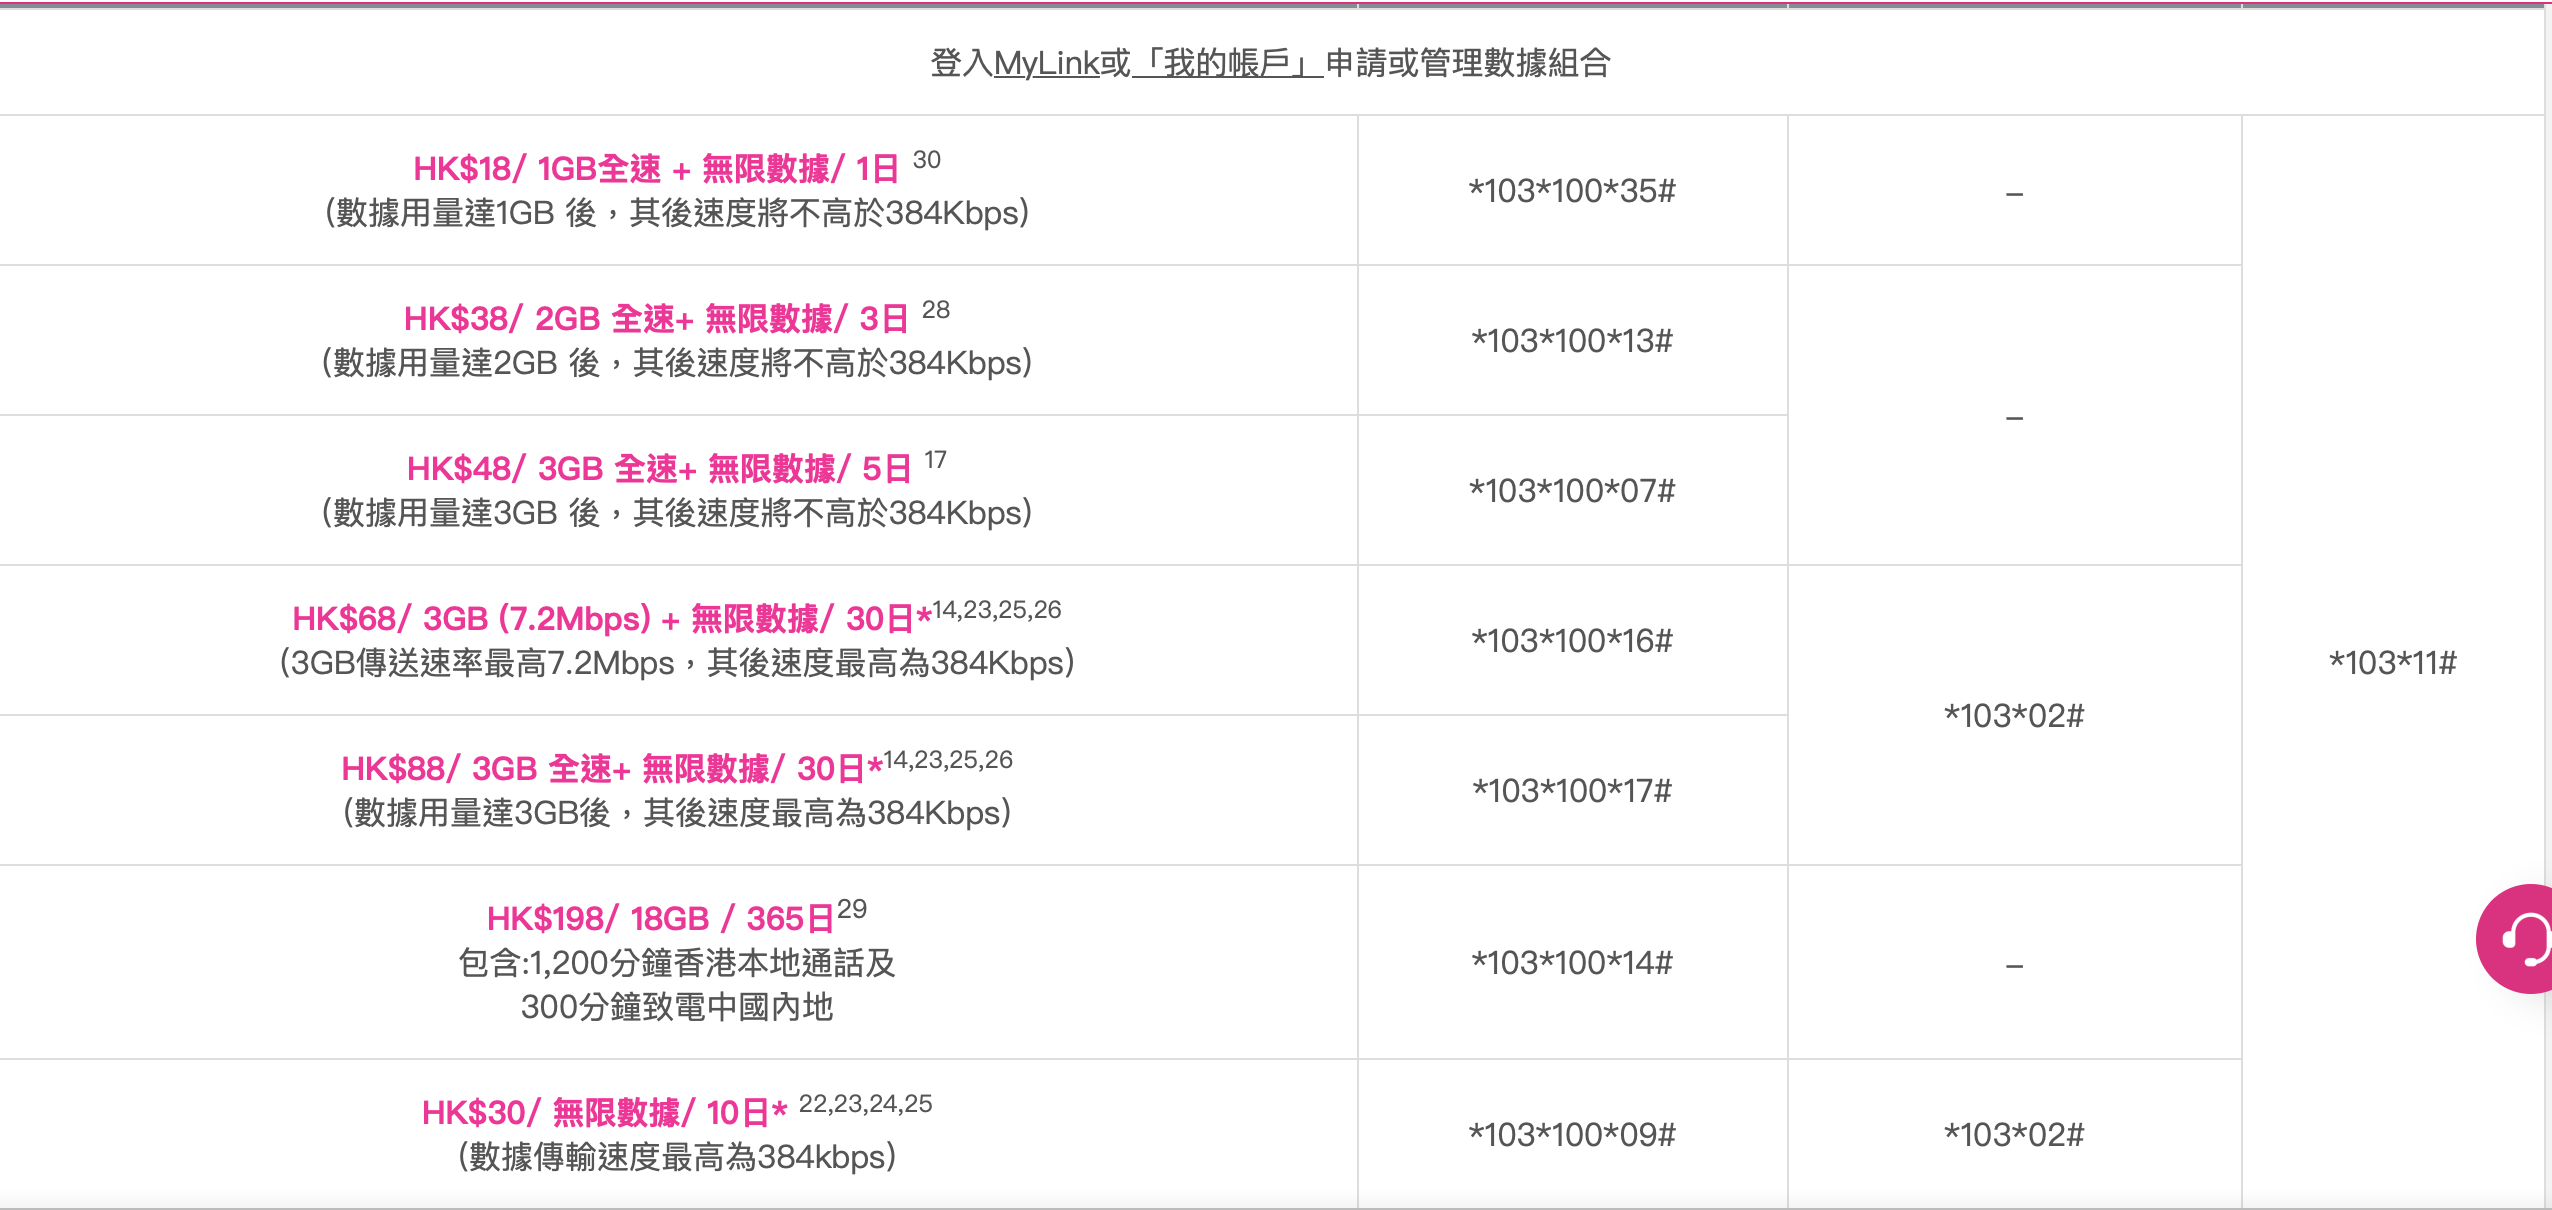 登入MyLink或「我的帳戶」申請或管理數據組合
HK$18/ 1GB全速 + 無限數據/ 1日 30
(數據用量達1GB 後，其後速度將不高於384Kbps)
*103*100*35#
–
HK$38/ 2GB 全速+ 無限數據/ 3日 28
(數據用量達2GB 後，其後速度將不高於384Kbps)
*103*100*13#
–
HK$48/ 3GB 全速+ 無限數據/ 5日 17
(數據用量達3GB 後，其後速度將不高於384Kbps)
*103*100*07#
HK$68/ 3GB (7.2Mbps) + 無限數據/ 30日*14,23,25,26
(3GB傳送速率最高7.2Mbps，其後速度最高為384Kbps)
*103*100*16#
*103*02#
*103*11#
HK$88/ 3GB 全速+ 無限數據/ 30日*14,23,25,26
(數據用量達3GB後，其後速度最高為384Kbps)
*103*100*17#
HK$198/ 18GB / 365日29
包含:1,200分鐘香港本地通話及
300分鐘致電中國內地
*103*100*14#
–
HK$30/ 無限數據/ 10日* 22,23,24,25
(數據傳輸速度最高為384kbps)
*103*100*09#
*103*02#